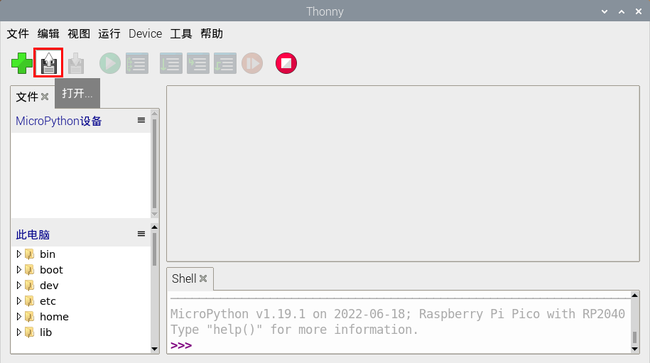 Thonny
文件 编辑 视图 运行 Device 工具 帮助
打开...
文件
MicroPython设备
此电脑
bin
boot
dev
etc
home
lib
Shell
MicroPython v1.19.1 on 2022-06-18; Raspberry Pi Pico with RP2040
Type "help()" for more information.
>>>